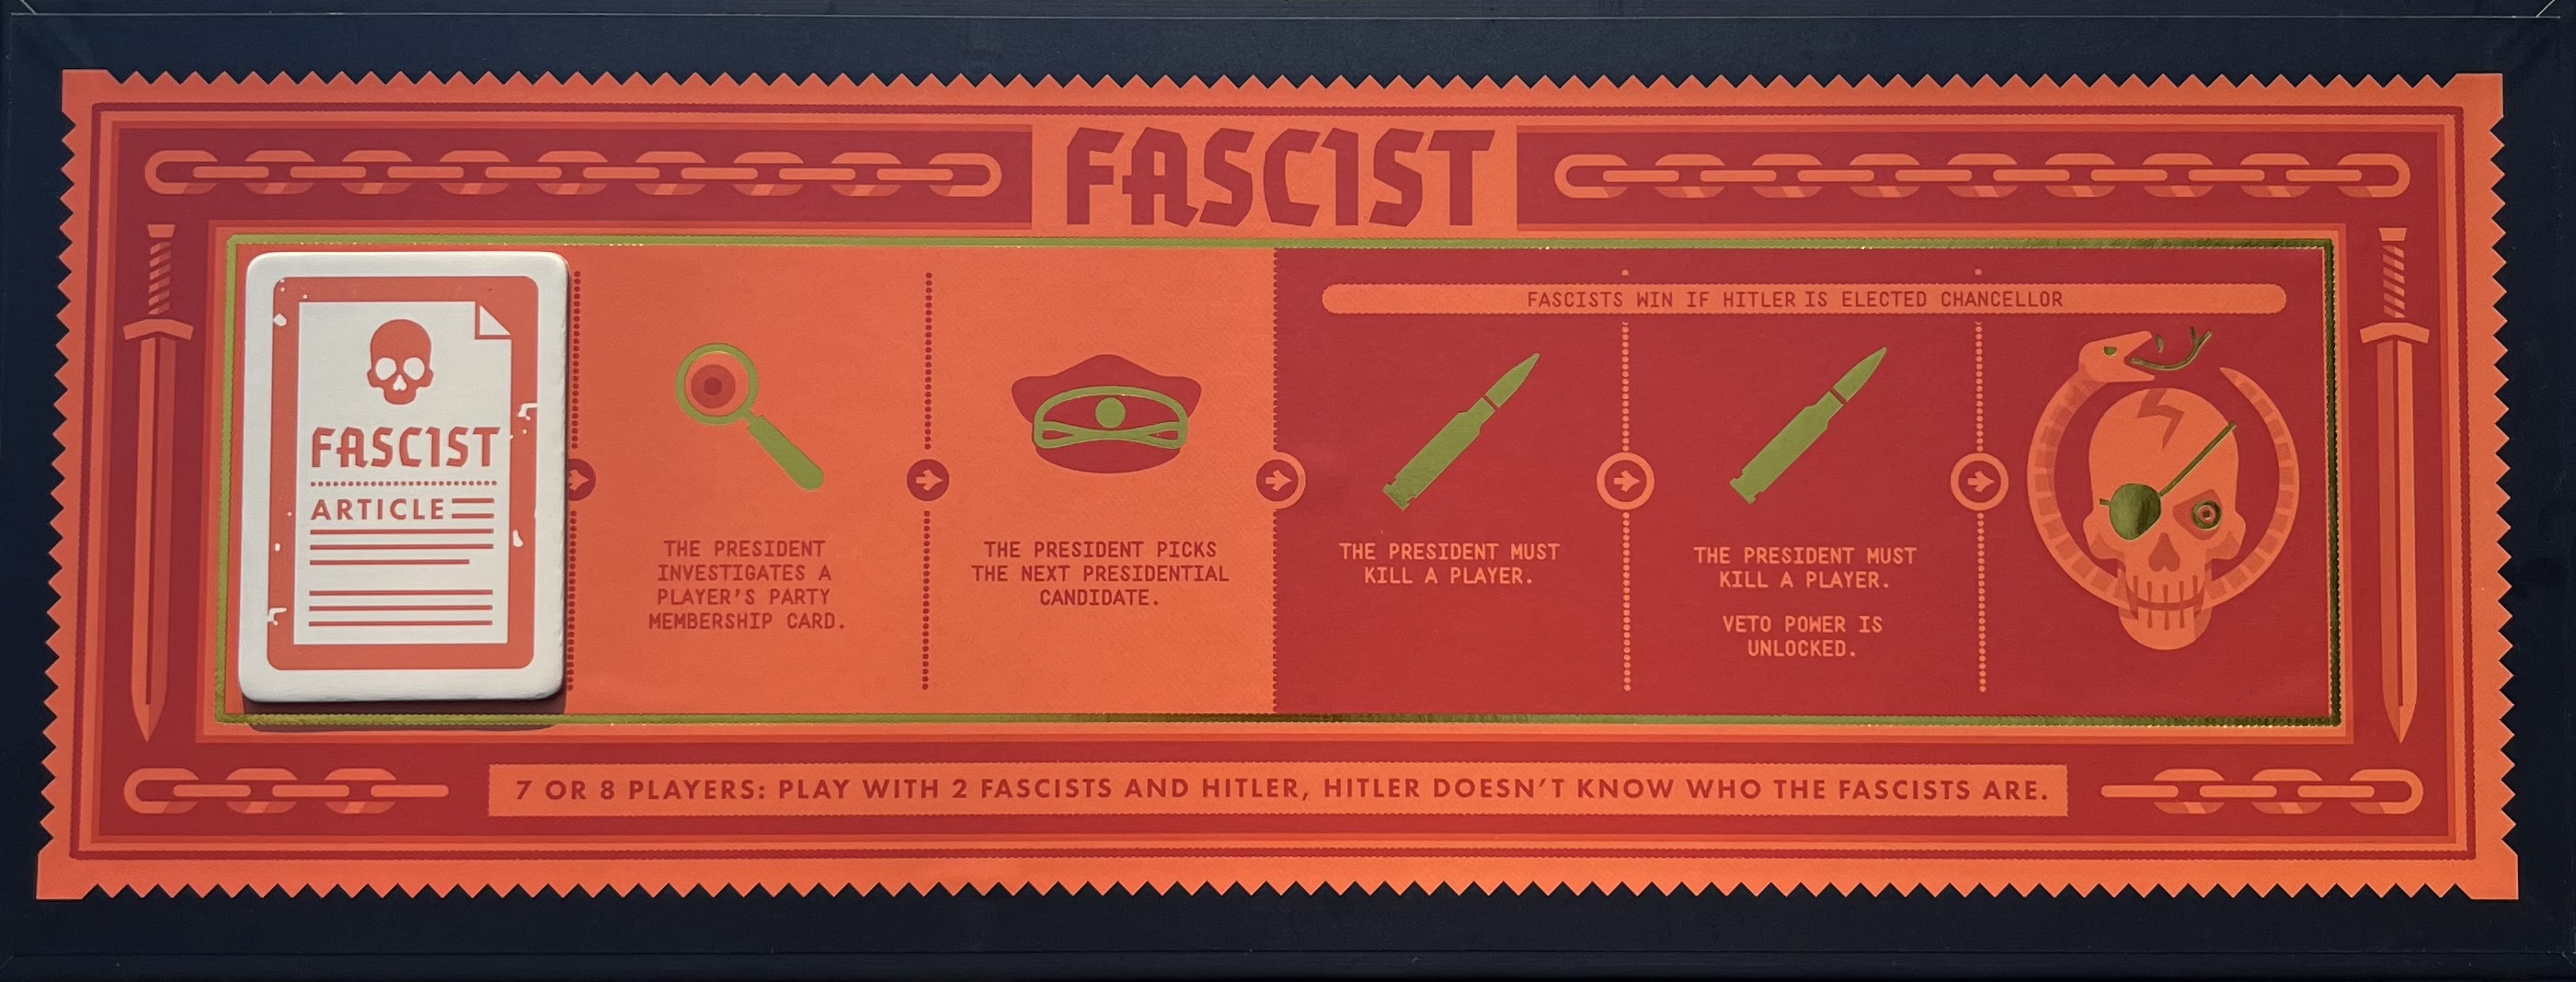 FASCIST
FASCISTS WIN IF HITLER IS ELECTED CHANCELLOR
FASCIST
ARTICLE
THE PRESIDENT
INVESTIGATES A
PLAYER'S PARTY
MEMBERSHIP CARD.
THE PRESIDENT PICKS
THE NEXT PRESIDENTIAL
CANDIDATE.
THE PRESIDENT MUST
KILL A PLAYER.
THE PRESIDENT MUST
KILL A PLAYER.
VETO POWER IS
UNLOCKED.
7 OR 8 PLAYERS: PLAY WITH 2 FASCISTS AND HITLER, HITLER DOESN'T KNOW WHO THE FASCISTS ARE.